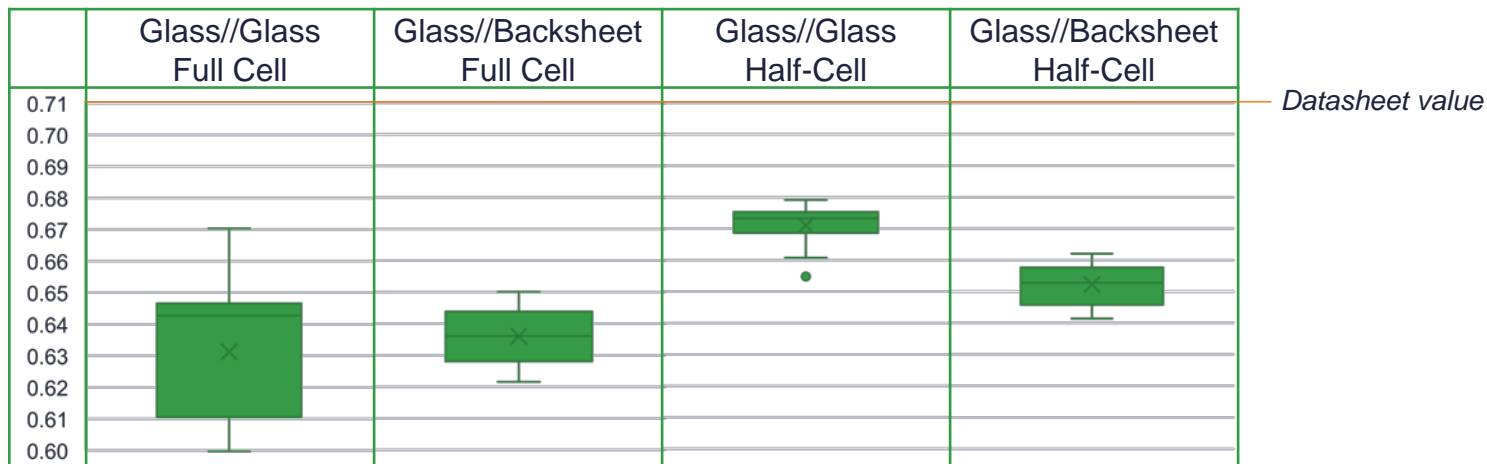 Glass//Glass
Full Cell
Glass//Backsheet
Full Cell
Glass//Glass
Half-Cell
Glass//Backsheet
Half-Cell
0.71
Datasheet value
0.70
0.69
0.68
0.67
0.66
0.65
0.64
0.63
0.62
0.61
0.60